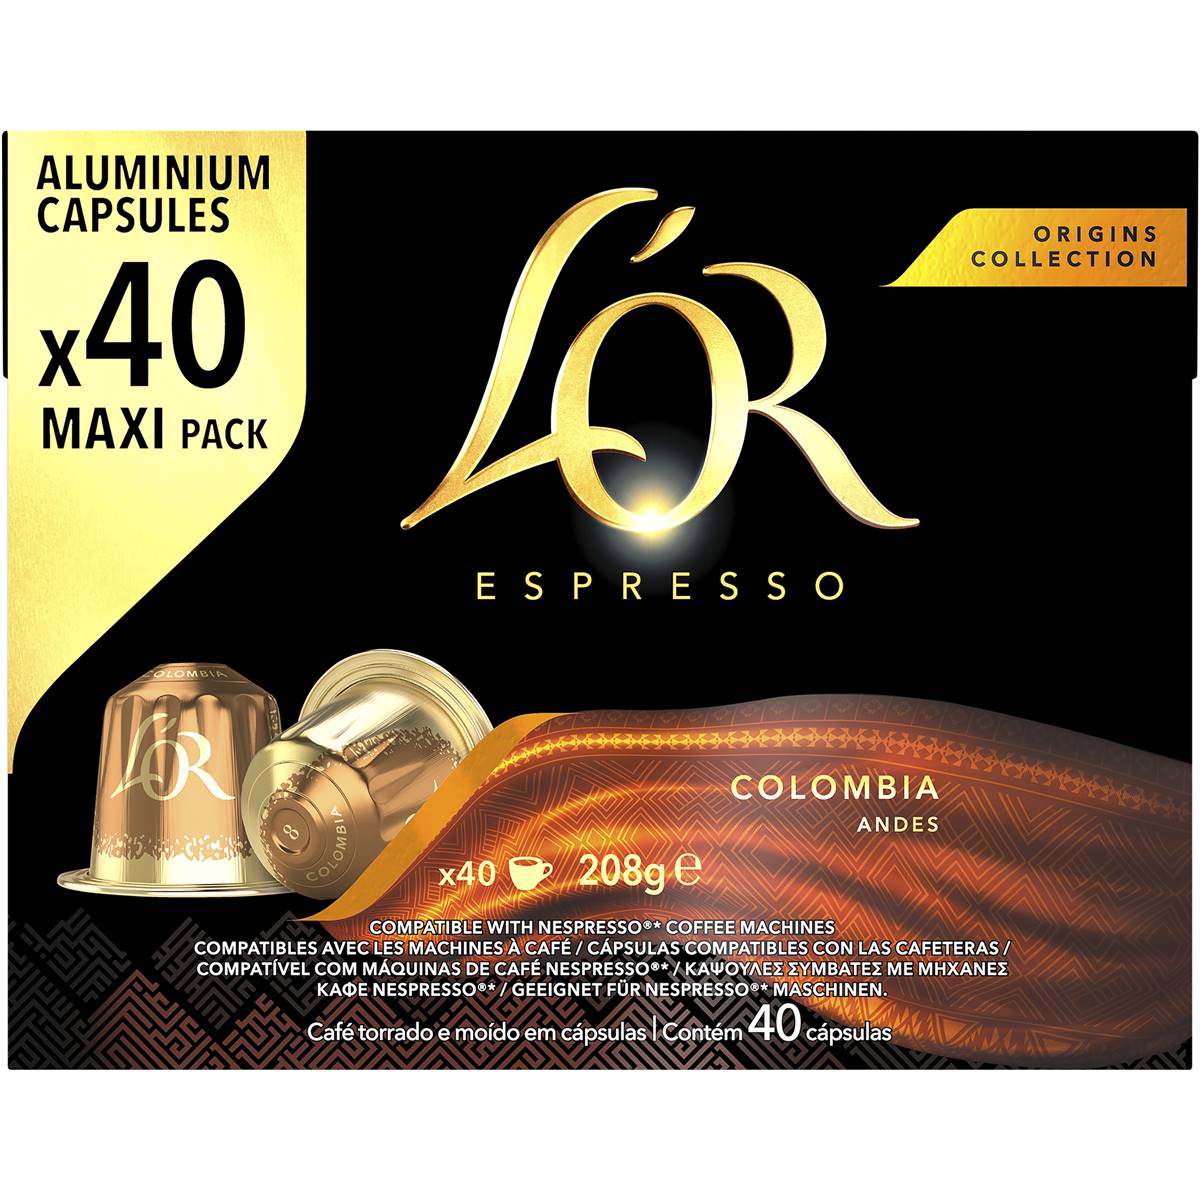 ALUMINIUM
CAPSULES
x40
MAXI PACK
L'OR
ESPRESSO
ORIGINS
COLLECTION
COLOMBIA
L'OR
8
COLOMBIA
COLOMBIA
ANDES
x40 208g ℮
COMPATIBLE WITH NESPRESSO®* COFFEE MACHINES
COMPATIBLES AVEC LES MACHINES À CAFÉ / CÁPSULAS COMPATIBLES CON LAS CAFETERAS /
COMPATÍVEL COM MÁQUINAS DE CAFÉ NESPRESSO®* / ΚΑΨΟΥΛΕΣ ΣΥΜΒΑΤΕΣ ΜΕ ΜΗΧΑΝΕΣ
ΚΑΦΕ NESPRESSO®* / GEEIGNET FÜR NESPRESSO®* MASCHINEN.
Café torrado e moído em cápsulas | Contém 40 cápsulas